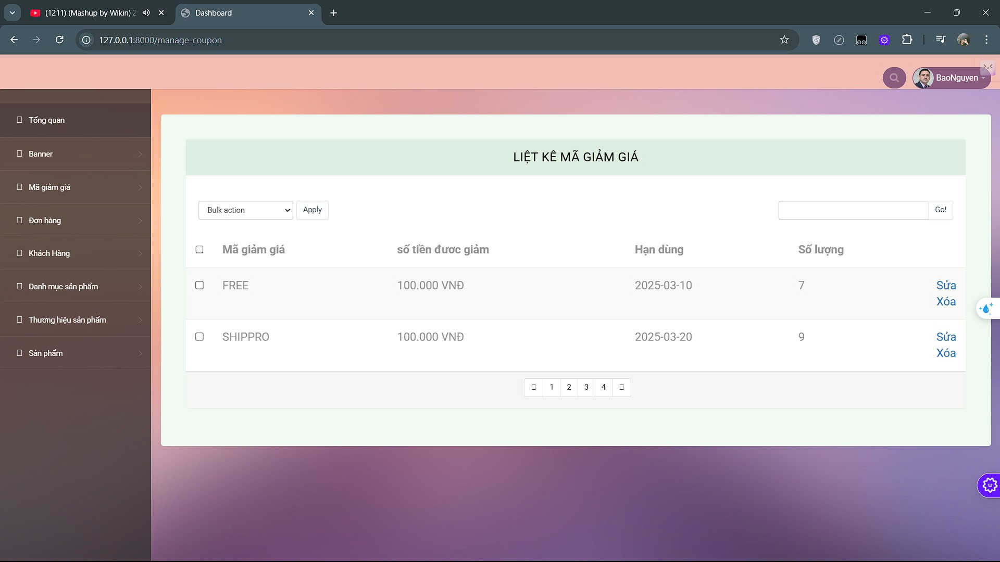 (1211) (Mashup by Wikin) 2
Dashboard
127.0.0.1:8000/manage-coupon
BaoNguyen
Tổng quan
Banner
Mã giảm giá
Đơn hàng
Khách Hàng
Danh mục sản phẩm
Thương hiệu sản phẩm
Sản phẩm
LIỆT KÊ MÃ GIẢM GIÁ
Bulk action Apply Go!
Mã giảm giá số tiền đươc giảm Hạn dùng Số lượng
FREE 100.000 VNĐ 2025-03-10 7 Sửa
Xóa
SHIPPRO 100.000 VNĐ 2025-03-20 9 Sửa
Xóa
1 2 3 4